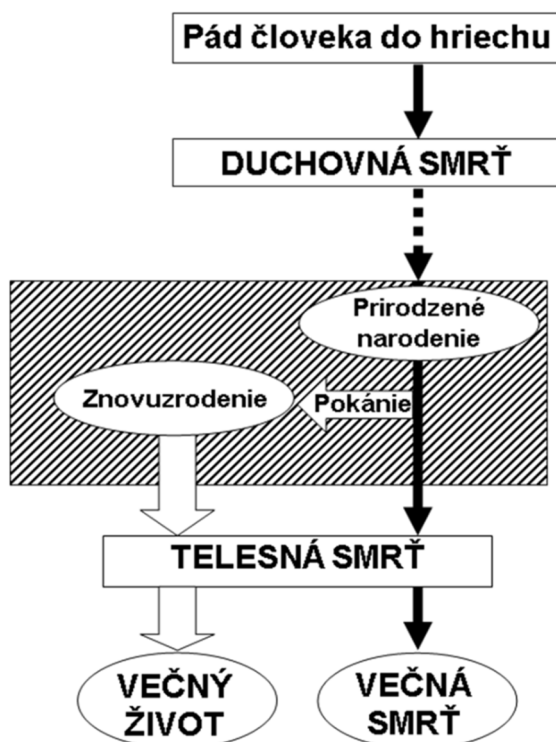 Pád človeka do hriechu
DUCHOVNÁ SMRŤ
Prirodzené
narodenie
Znovuzrodenie
Pokánie
TELESNÁ SMRŤ
VEČNÝ
ŽIVOT
VEČNÁ
SMRŤ